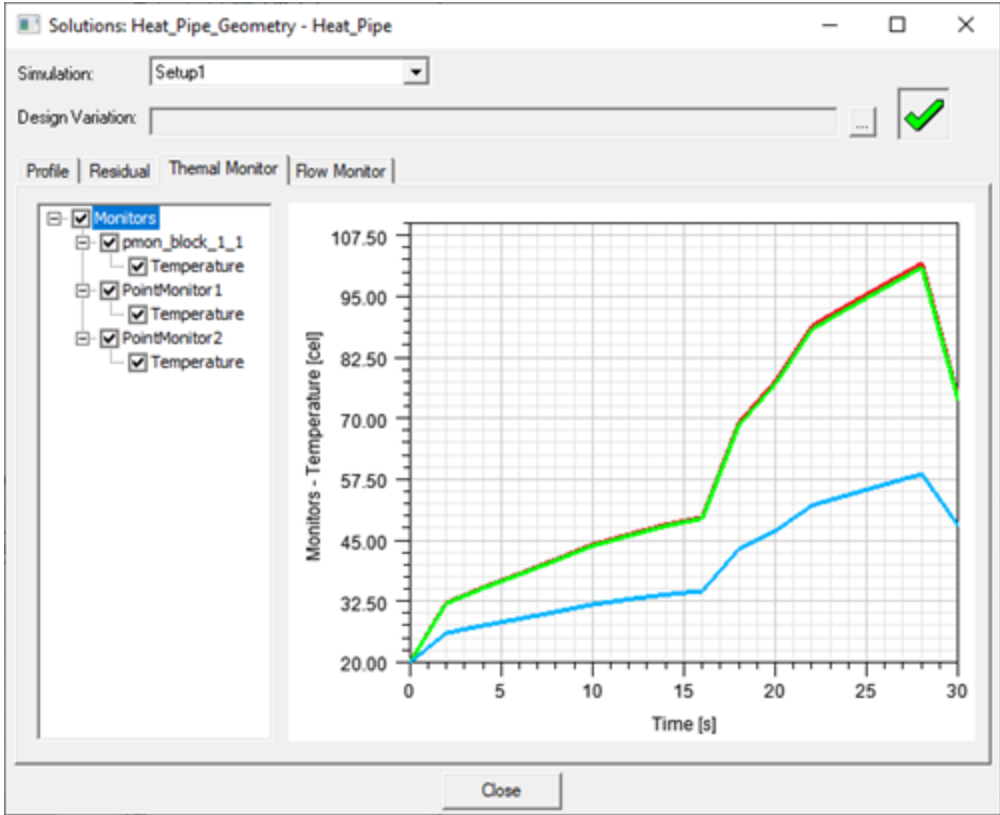 Solutions: Heat_Pipe_Geometry - Heat_Pipe
Simulation: Setup1
Design Variation: ...
Profile Residual Themal Monitor Flow Monitor
Monitors
pmon_block_1_1
Temperature
PointMonitor1
Temperature
PointMonitor2
Temperature
Monitors - Temperature [cel]
107.50
95.00
82.50
70.00
57.50
45.00
32.50
20.00
0 5 10 15 20 25 30
Time [s]
Close